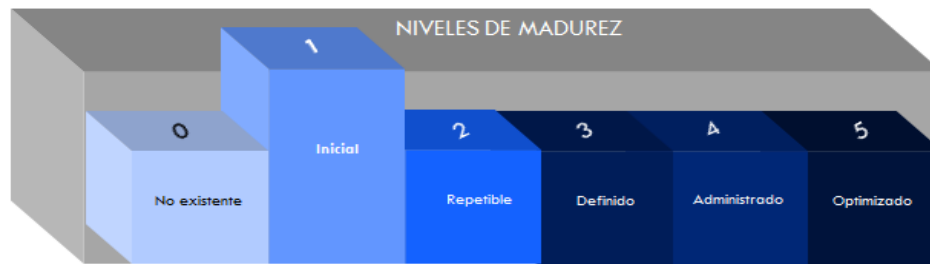 NIVELES DE MADUREZ
0
1
2
3
4
5
No existente
Inicial
Repetible
Definido
Administrado
Optimizado